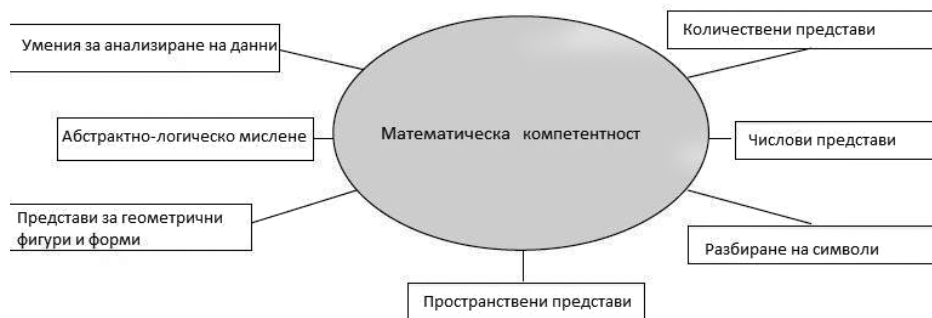 Умения за анализиране на данни
Количествени представи
Абстрактно-логическо мислене
Математическа компетентност
Числови представи
Представи за геометрични
фигури и форми
Разбиране на символи
Пространствени представи